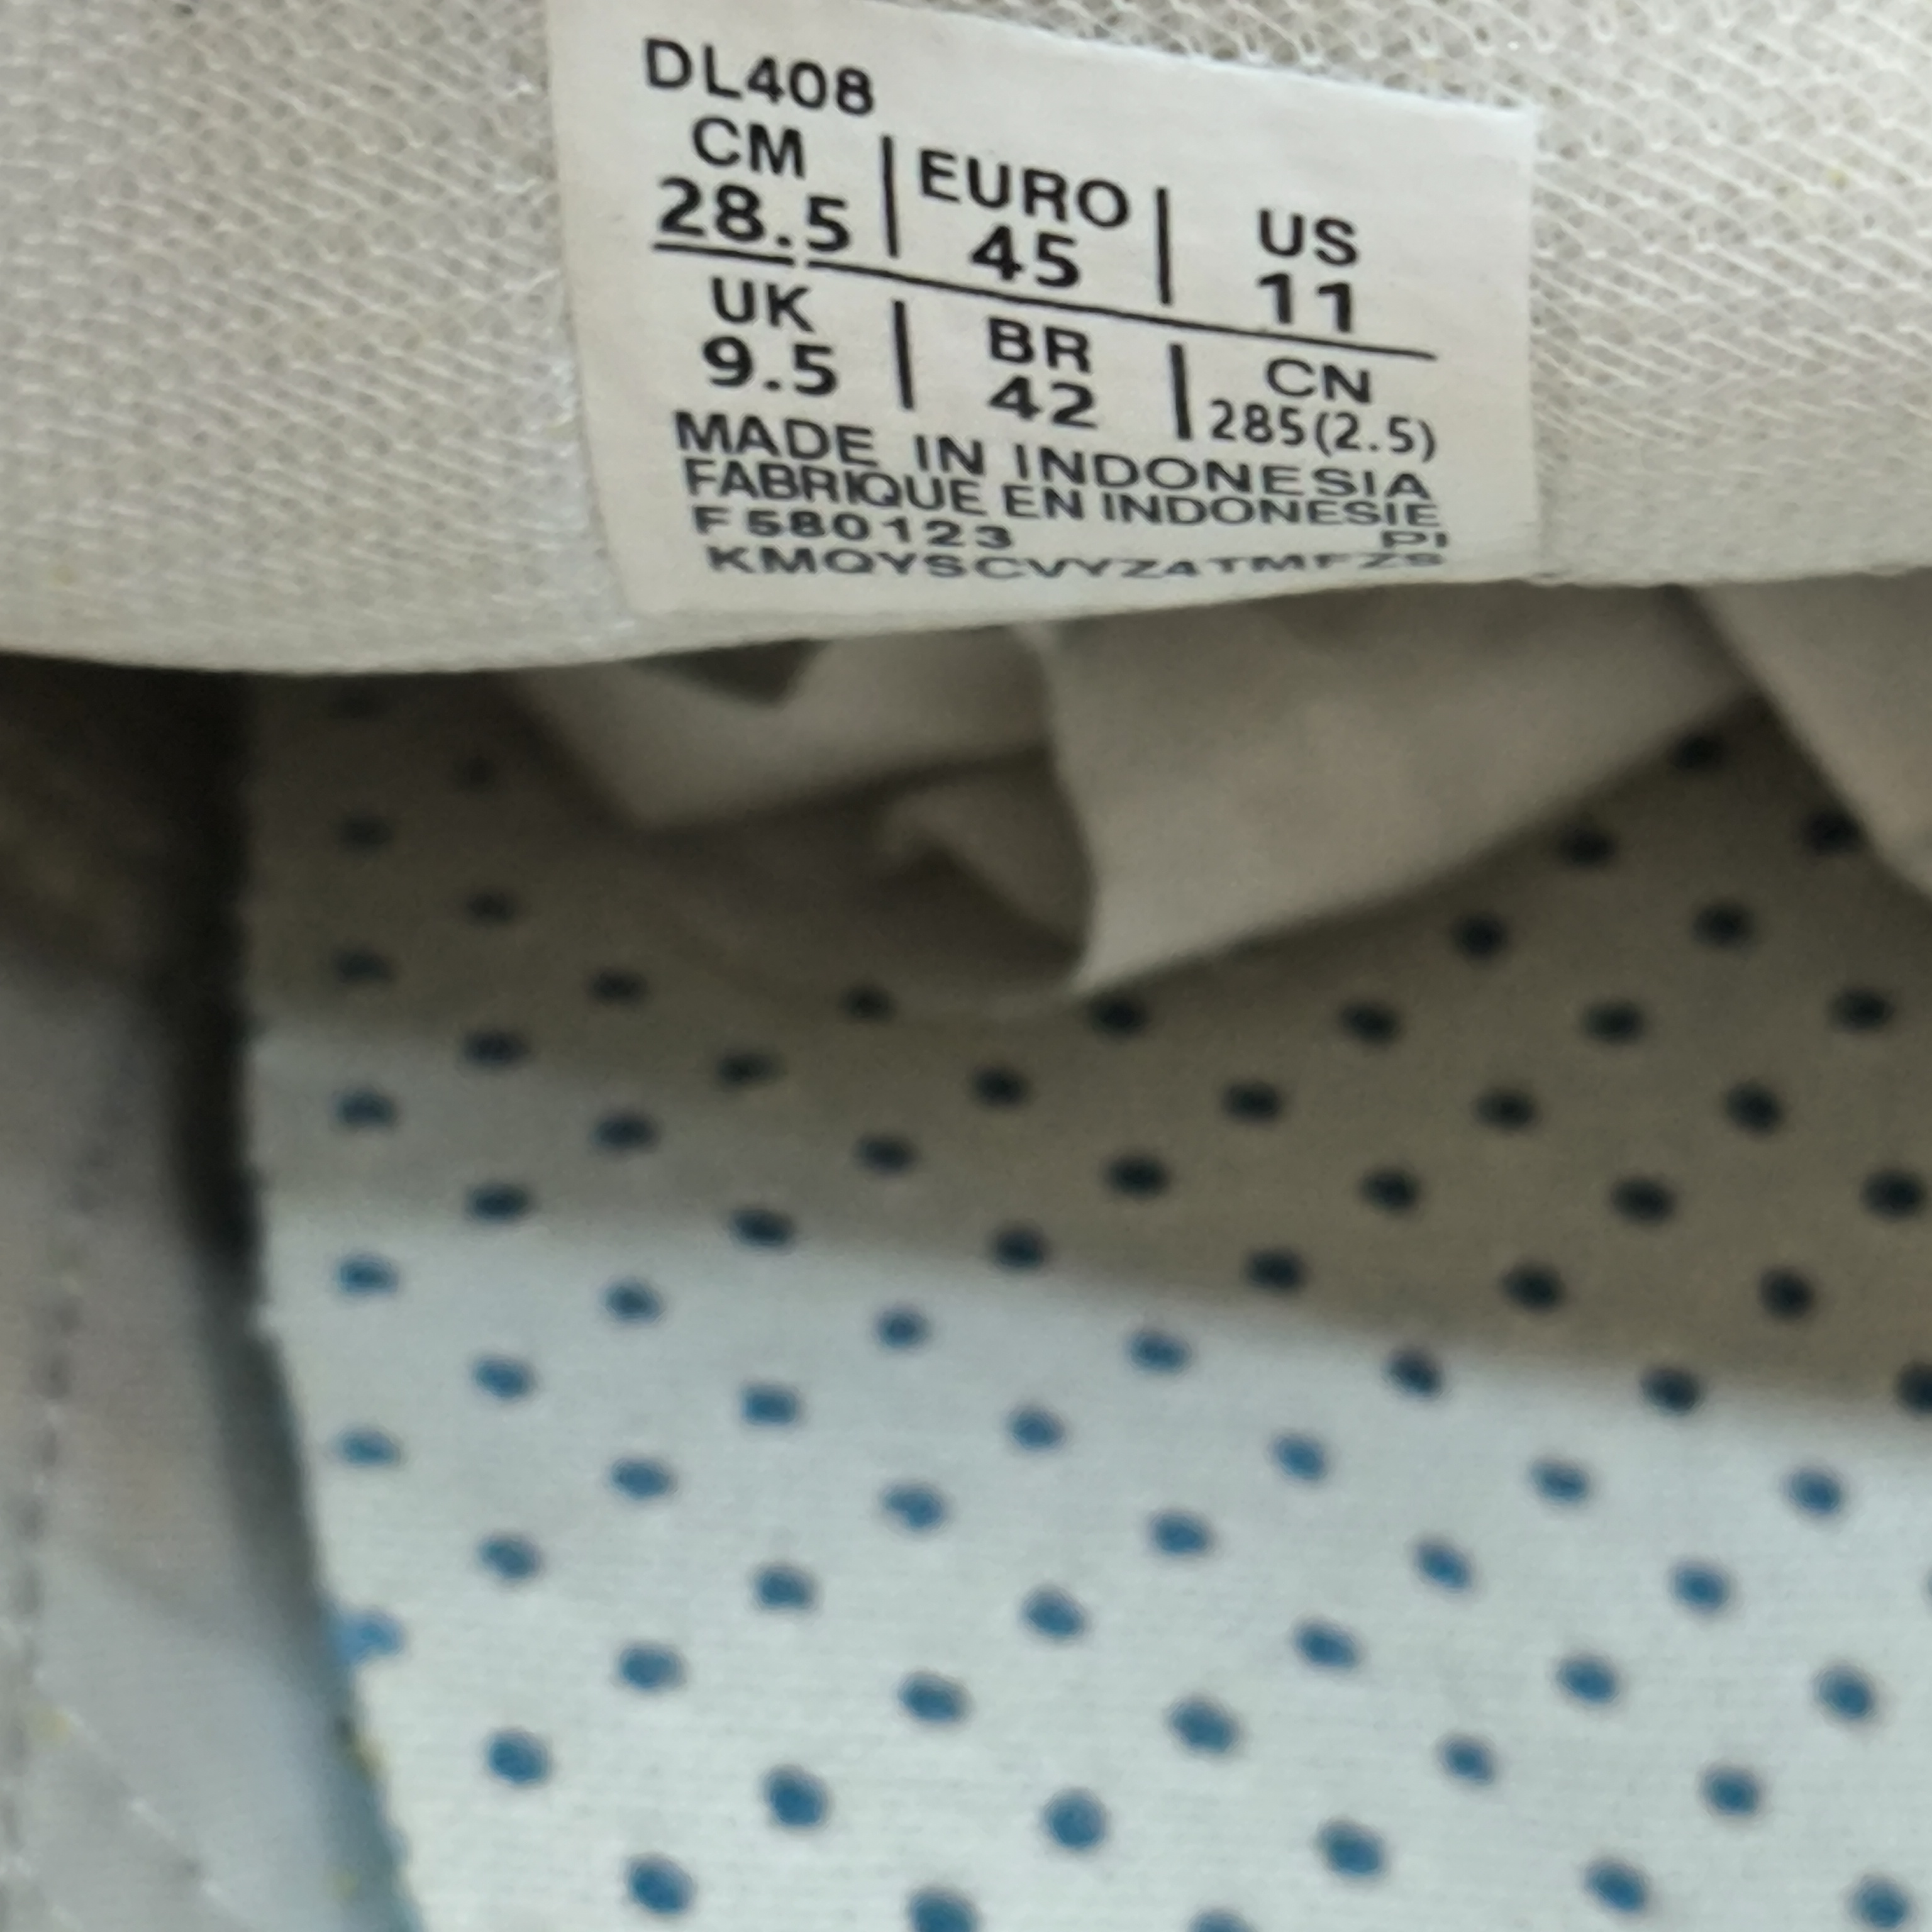 DL408
CM | EURO | US
28.5 | 45 | 11
UK | BR | CN
9.5 | 42 | 285(2.5)
MADE IN INDONESIA
FABRIQUE EN INDONESIE
F580123 PI